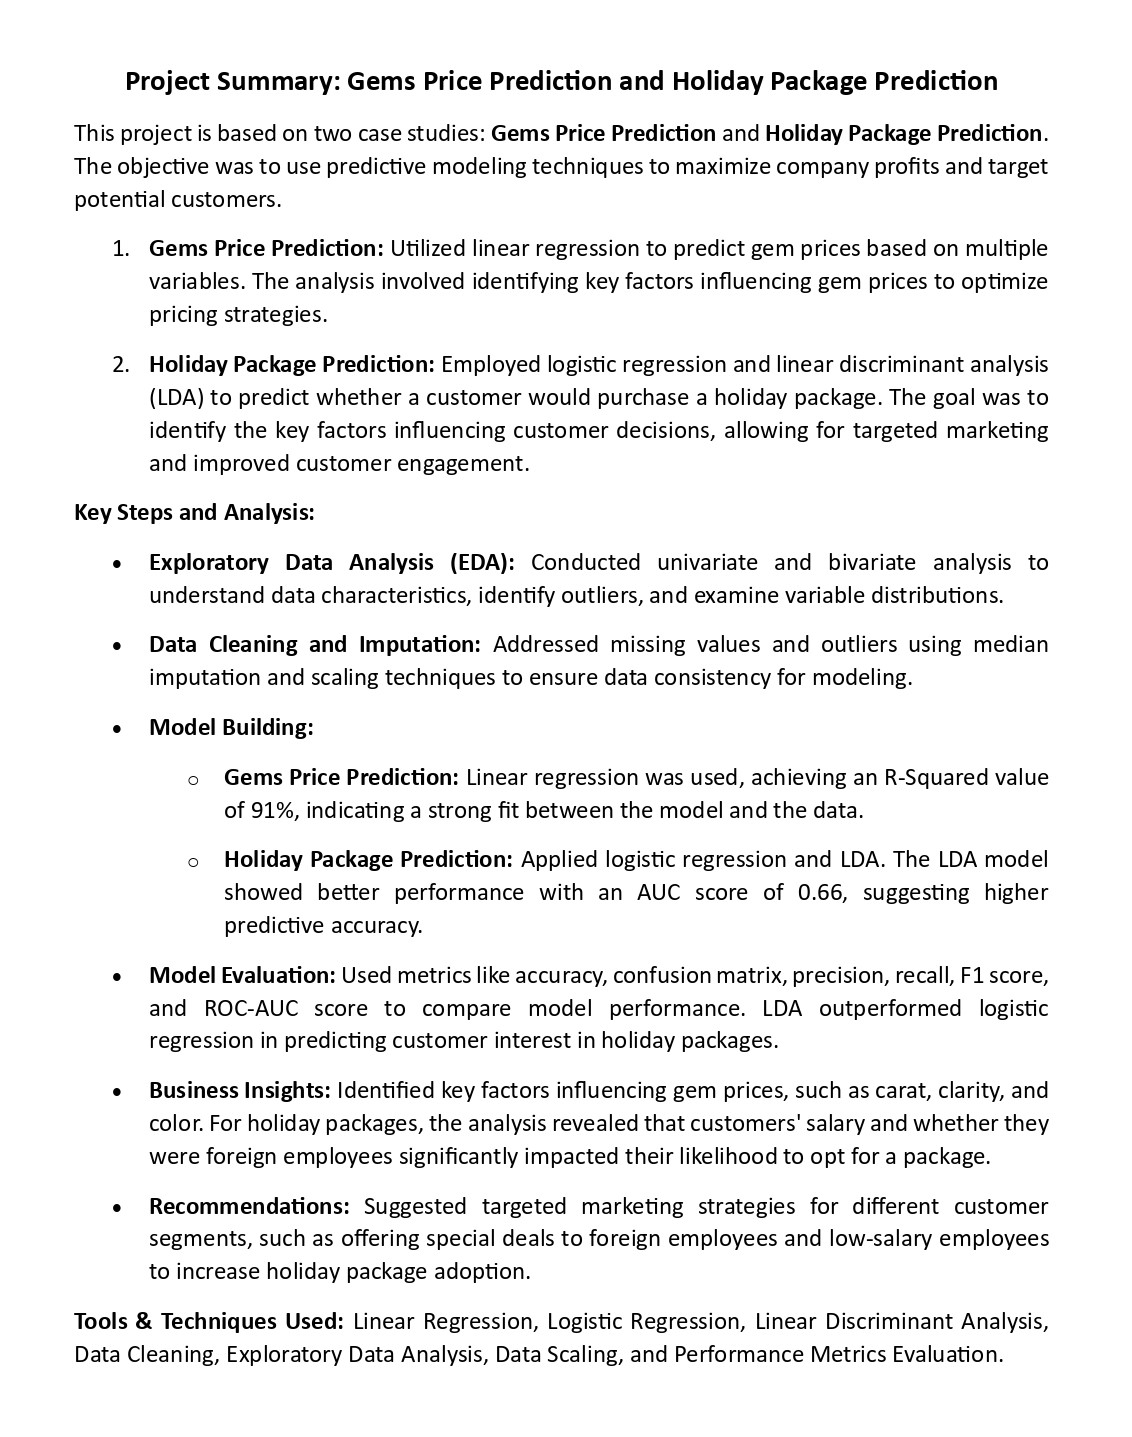 Project Summary: Gems Price Prediction and Holiday Package Prediction
This project is based on two case studies: Gems Price Prediction and Holiday Package Prediction.
The objective was to use predictive modeling techniques to maximize company profits and target
potential customers.
1. Gems Price Prediction: Utilized linear regression to predict gem prices based on multiple
variables. The analysis involved identifying key factors influencing gem prices to optimize
pricing strategies.
2. Holiday Package Prediction: Employed logistic regression and linear discriminant analysis
(LDA) to predict whether a customer would purchase a holiday package. The goal was to
identify the key factors influencing customer decisions, allowing for targeted marketing
and improved customer engagement.
Key Steps and Analysis:
• Exploratory Data Analysis (EDA): Conducted univariate and bivariate analysis to
understand data characteristics, identify outliers, and examine variable distributions.
• Data Cleaning and Imputation: Addressed missing values and outliers using median
imputation and scaling techniques to ensure data consistency for modeling.
• Model Building:
o Gems Price Prediction: Linear regression was used, achieving an R-Squared value
of 91%, indicating a strong fit between the model and the data.
o Holiday Package Prediction: Applied logistic regression and LDA. The LDA model
showed better performance with an AUC score of 0.66, suggesting higher
predictive accuracy.
• Model Evaluation: Used metrics like accuracy, confusion matrix, precision, recall, F1 score,
and ROC-AUC score to compare model performance. LDA outperformed logistic
regression in predicting customer interest in holiday packages.
• Business Insights: Identified key factors influencing gem prices, such as carat, clarity, and
color. For holiday packages, the analysis revealed that customers' salary and whether they
were foreign employees significantly impacted their likelihood to opt for a package.
• Recommendations: Suggested targeted marketing strategies for different customer
segments, such as offering special deals to foreign employees and low-salary employees
to increase holiday package adoption.
Tools & Techniques Used: Linear Regression, Logistic Regression, Linear Discriminant Analysis,
Data Cleaning, Exploratory Data Analysis, Data Scaling, and Performance Metrics Evaluation.